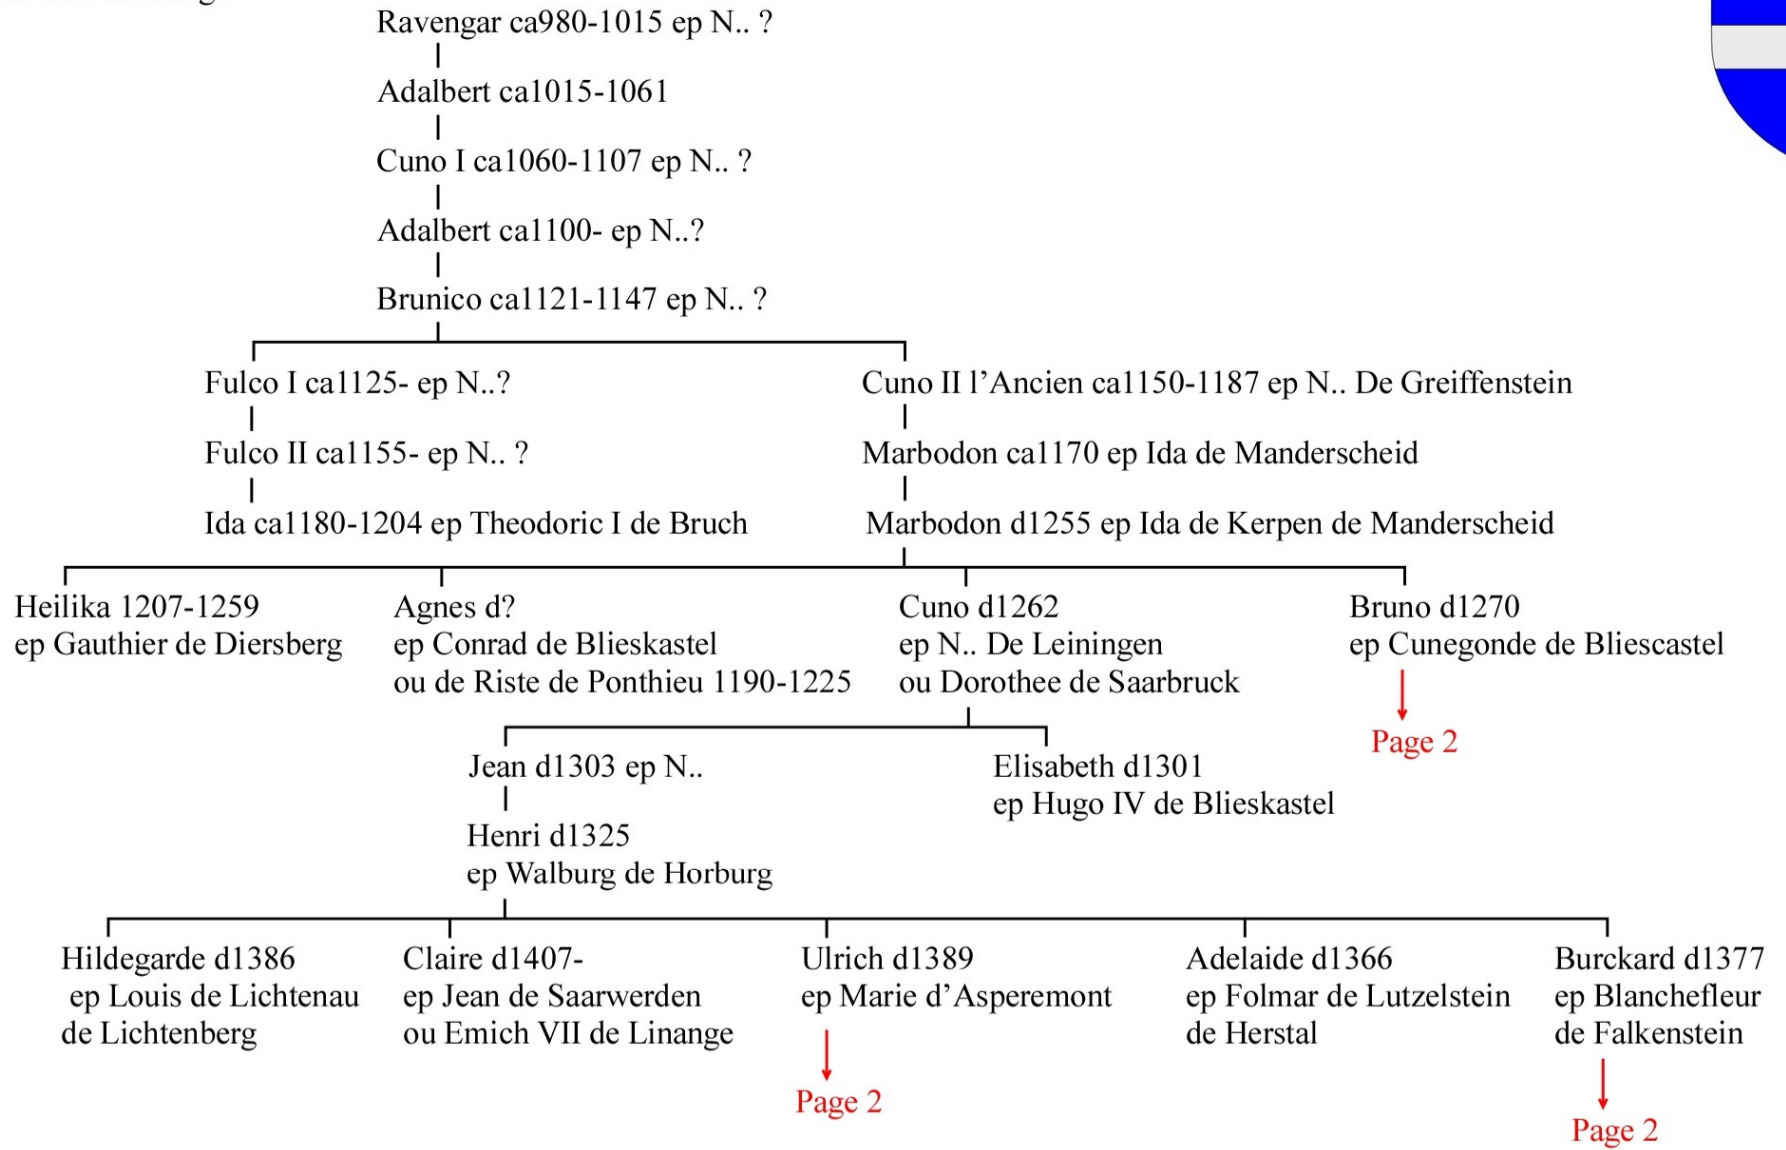 Ravengar ca980-1015 ep N.. ?
Adalbert ca1015-1061
Cuno I ca1060-1107 ep N.. ?
Adalbert ca1100- ep N..?
Brunico ca1121-1147 ep N.. ?
Fulco I ca1125- ep N..?
Cuno II l’Ancien ca1150-1187 ep N.. De Greiffenstein
Fulco II ca1155- ep N.. ?
Marbodon ca1170 ep Ida de Manderscheid
Ida ca1180-1204 ep Theodoric I de Bruch
Marbodon d1255 ep Ida de Kerpen de Manderscheid
Heilika 1207-1259
ep Gauthier de Diersberg
Agnes d?
ep Conrad de Blieskastel
ou de Riste de Ponthieu 1190-1225
Cuno d1262
ep N.. De Leiningen
ou Dorothee de Saarbruck
Bruno d1270
ep Cunegonde de Bliescastel
Page 2
Jean d1303 ep N..
Elisabeth d1301
ep Hugo IV de Blieskastel
Henri d1325
ep Walburg de Horburg
Hildegarde d1386
ep Louis de Lichtenau
de Lichtenberg
Claire d1407-
ep Jean de Saarwerden
ou Emich VII de Linange
Ulrich d1389
ep Marie d’Asperemont
Page 2
Adelaide d1366
ep Folmar de Lutzelstein
de Herstal
Burckard d1377
ep Blanchefleur
de Falkenstein
Page 2